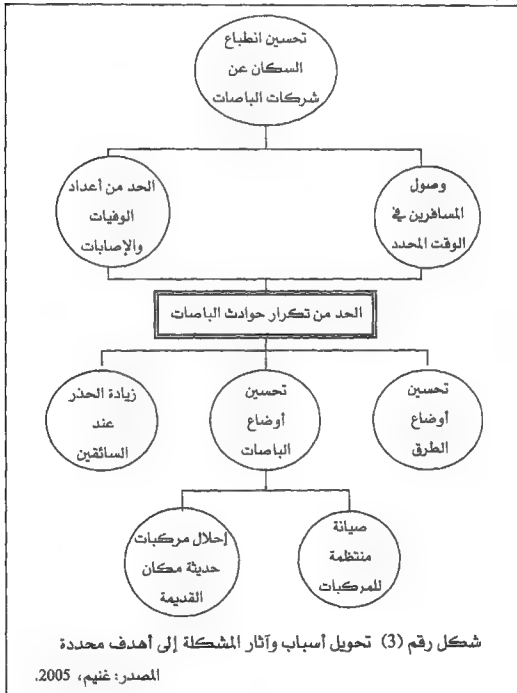 تحسين انطباع
السكان عن
شركات الباصات
وصول
المسافرين في
الوقت المحدد
الحد من أعداد
الوفيات
والإصابات
الحد من تكرار حوادث الباصات
تحسين
أوضاع
الطرق
تحسين
أوضاع
الباصات
زيادة الحذر
عند
السائقين
صيانة
منتظمة
للمركبات
إحلال مركبات
حديثة مكان
القديمة
شكل رقم (3) تحويل أسباب وآثار المشكلة إلى أهدف محددة
المصدر: غنيم، 2005.